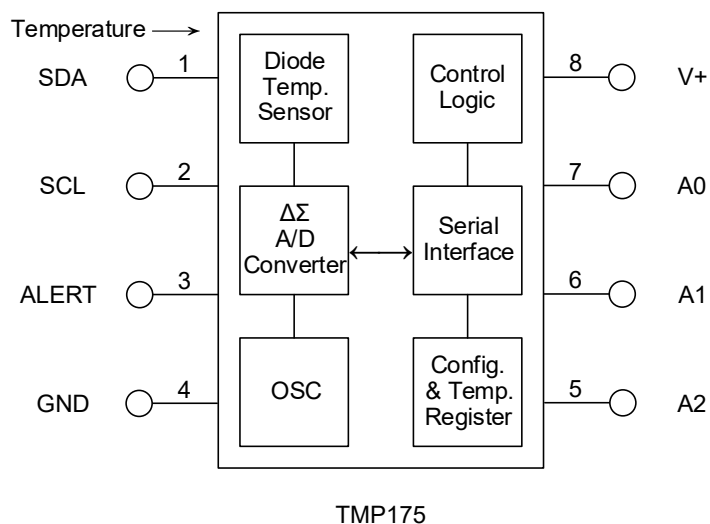 Temperature
SDA
1
Diode
Temp.
Sensor
Control
Logic
8
V+
SCL
2
ΔΣ
A/D
Converter
Serial
Interface
7
A0
ALERT
3
6
A1
GND
4
OSC
Config.
& Temp.
Register
5
A2
TMP175